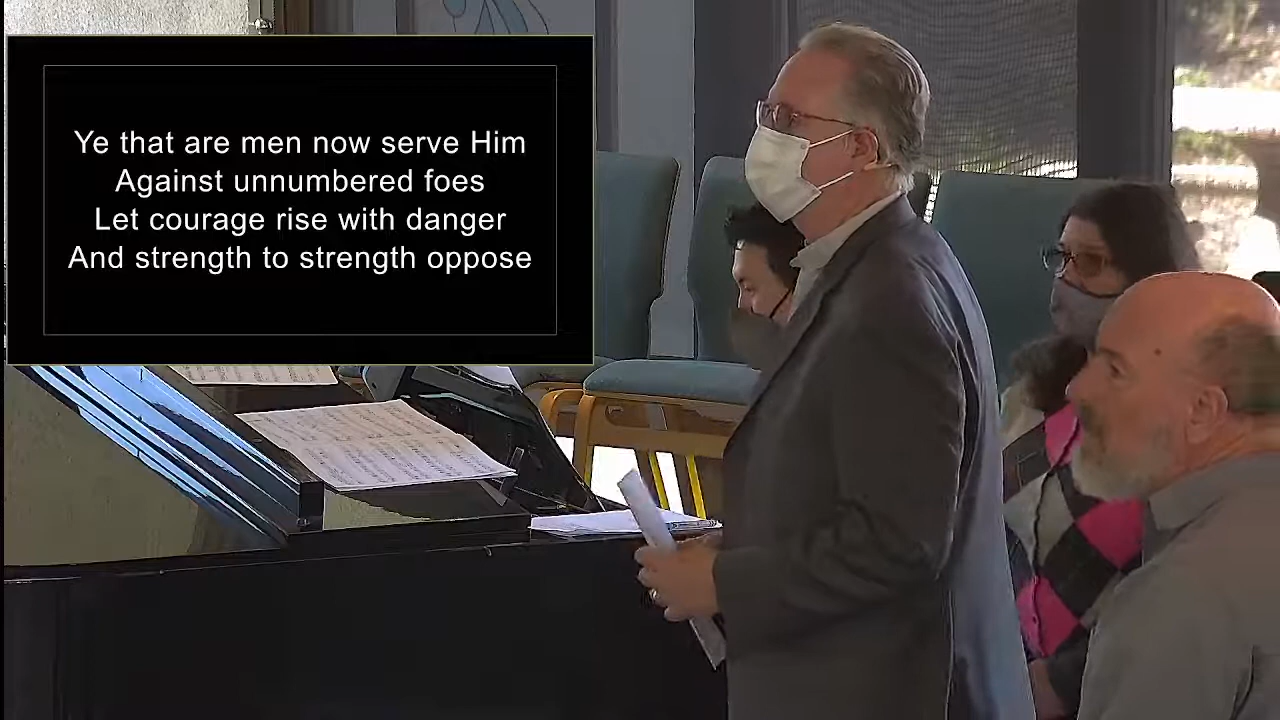 Ye that are men now serve Him
Against unnumbered foes
Let courage rise with danger
And strength to strength oppose